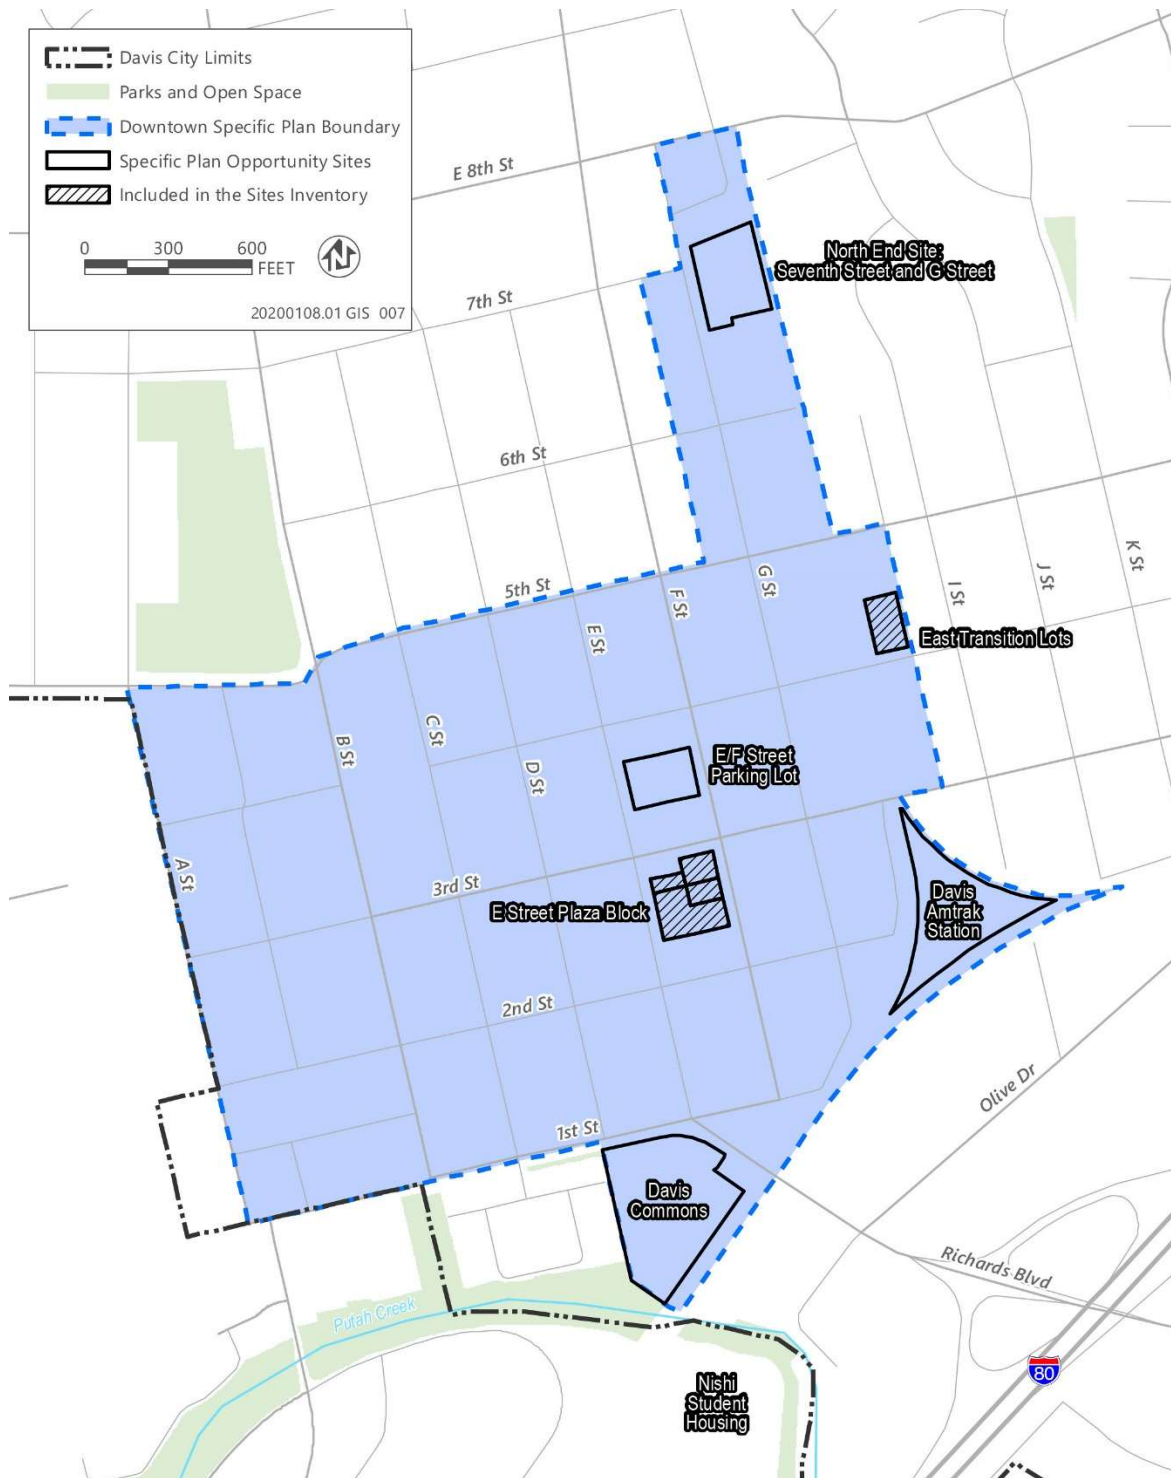 Davis City Limits
Parks and Open Space
Downtown Specific Plan Boundary
Specific Plan Opportunity Sites
Included in the Sites Inventory
0 300 600
FEET
N
20200108.01 GIS 007
E 8th St
North End Site:
Seventh Street and G Street
7th St
6th St
5th St
E St
F St
G St
I St
J St
K St
East Transition Lots
A St
B St
C St
D St
E/F Street
Parking Lot
3rd St
E Street Plaza Block
Davis
Amtrak
Station
2nd St
Olive Dr
1st St
Davis
Commons
Richards Blvd
Putah Creek
80
Nishi
Student
Housing